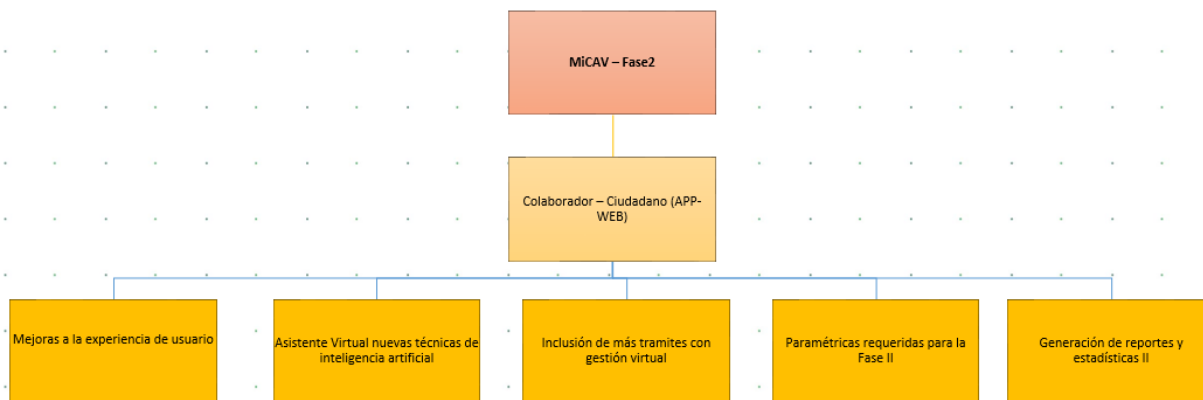 MiCAV – Fase2
Colaborador – Ciudadano (APP-
WEB)
Mejoras a la experiencia de usuario
Asistente Virtual nuevas técnicas de
inteligencia artificial
Inclusión de más tramites con
gestión virtual
Paramétricas requeridas para la
Fase II
Generación de reportes y
estadísticas II